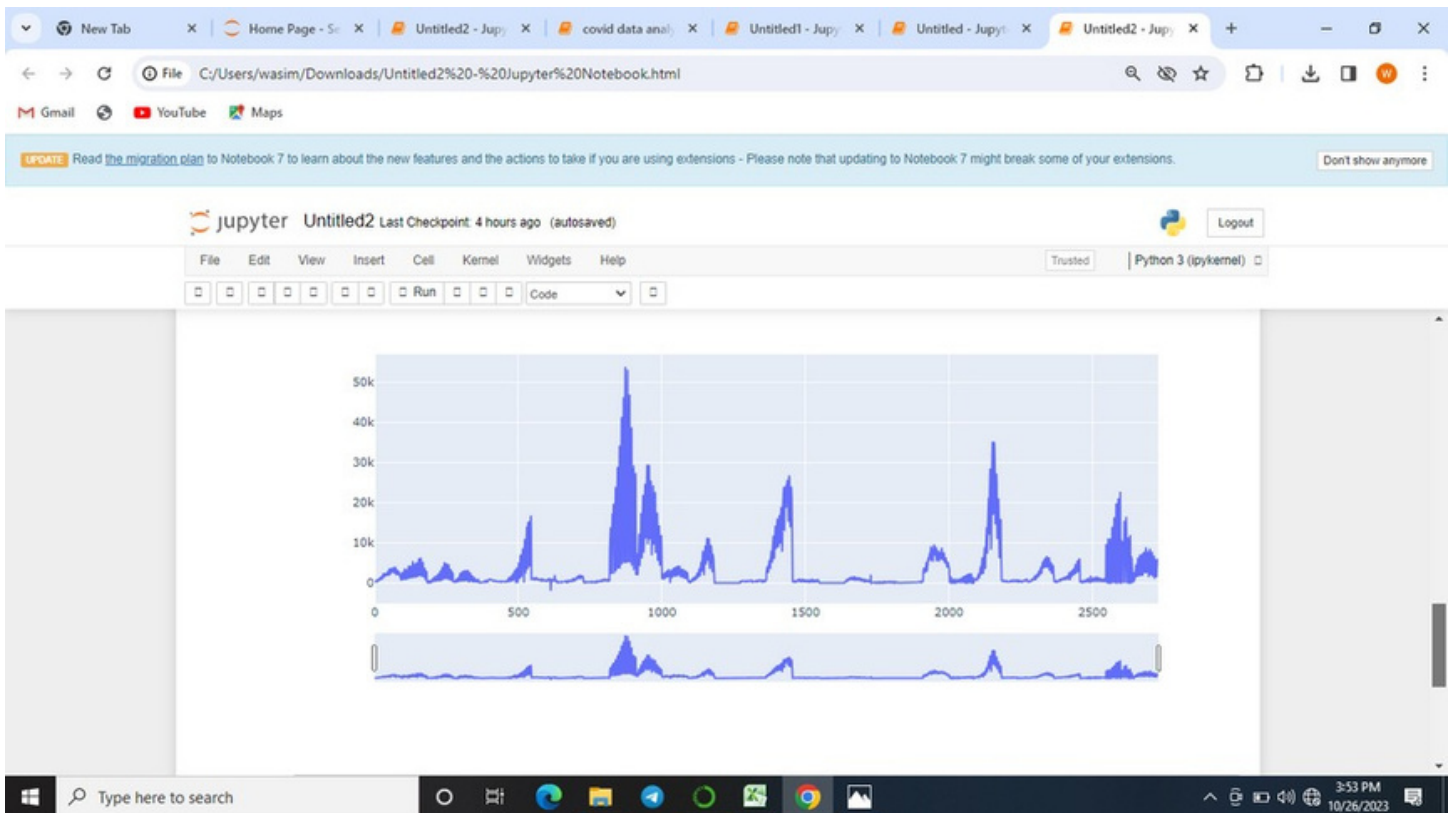 New Tab Home Page - Se Untitled2 - Jupy covid data analy Untitled1 - Jupy Untitled - Jupyt Untitled2 - Jupy
File C:/Users/wasim/Downloads/Untitled2%20-%20Jupyter%20Notebook.html W
Gmail YouTube Maps
UPDATE Read the migration plan to Notebook 7 to learn about the new features and the actions to take if you are using extensions - Please note that updating to Notebook 7 might break some of your extensions. Don't show anymore
jupyter Untitled2 Last Checkpoint: 4 hours ago (autosaved) Logout
File Edit View Insert Cell Kernel Widgets Help Trusted Python 3 (ipykernel)
Run Code
50k
40k
30k
20k
10k
0
0 500 1000 1500 2000 2500
Type here to search 3:53 PM
10/26/2023